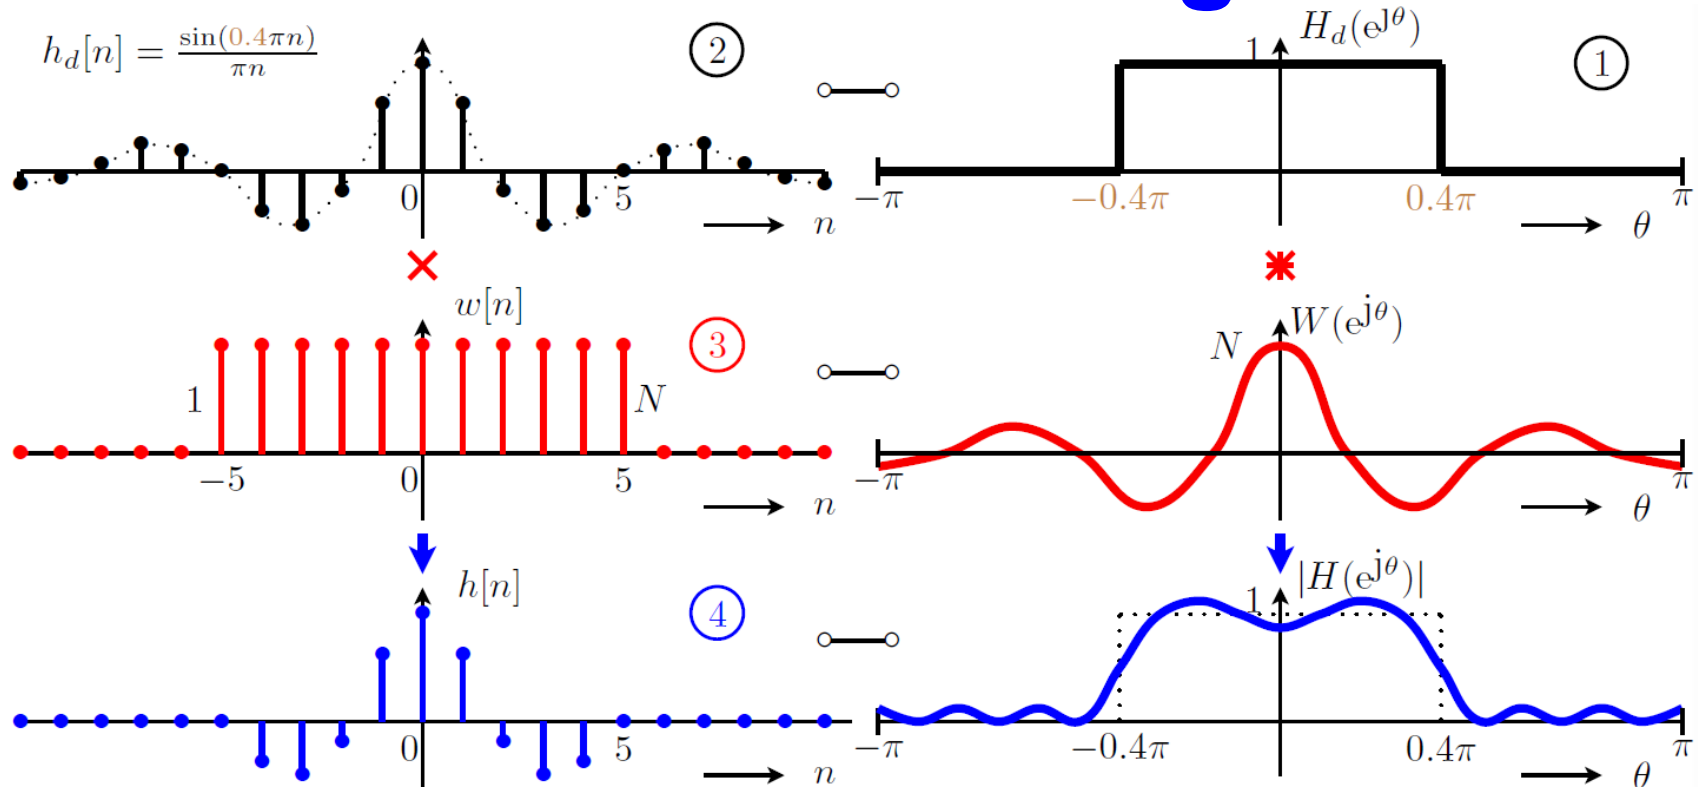 h_d[n] = sin(0.4πn)/πn
2
0
5
n
H_d(e^jθ)
1
1
−π
−0.4π
0.4π
π
θ
w[n]
3
1
N
−5
0
5
n
W(e^jθ)
N
−π
π
θ
h[n]
4
0
5
n
|H(e^jθ)|
1
−π
−0.4π
0.4π
π
θ